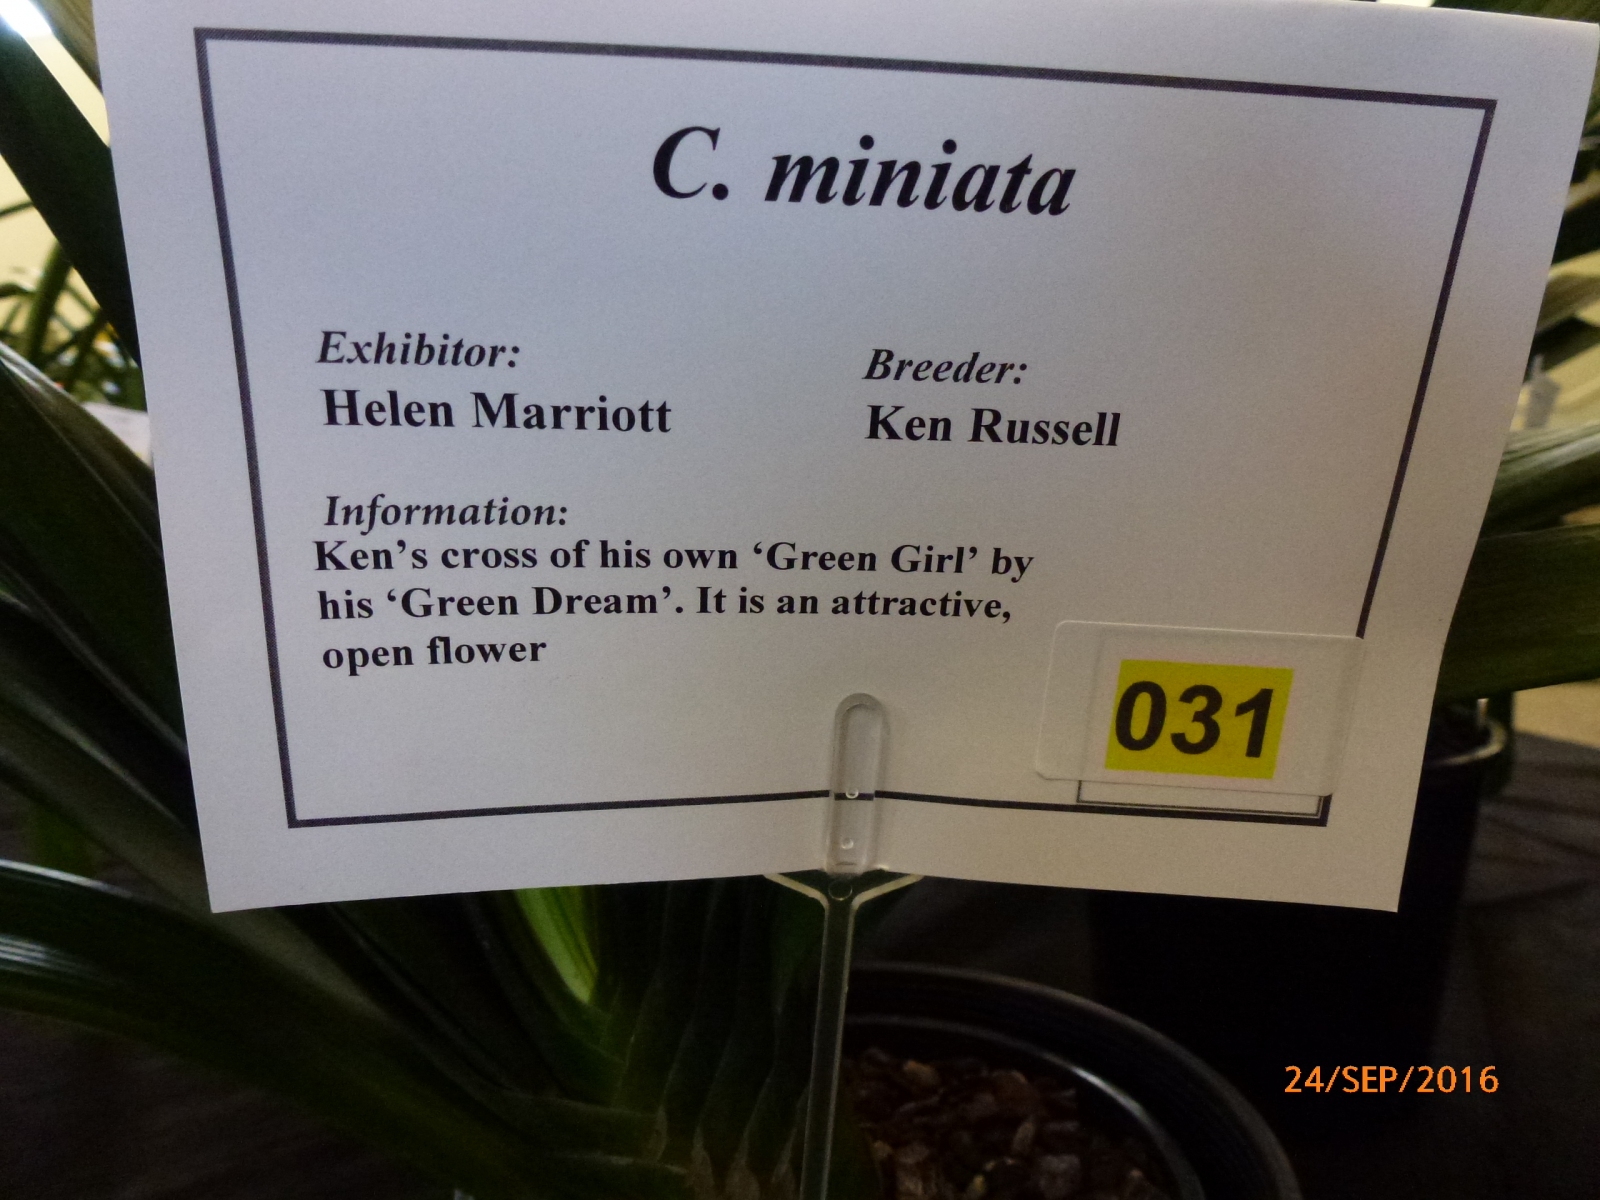 C. miniata
Exhibitor:
Helen Marriott
Breeder:
Ken Russell
Information:
Ken’s cross of his own ‘Green Girl’ by
his ‘Green Dream’. It is an attractive,
open flower
031
24/SEP/2016